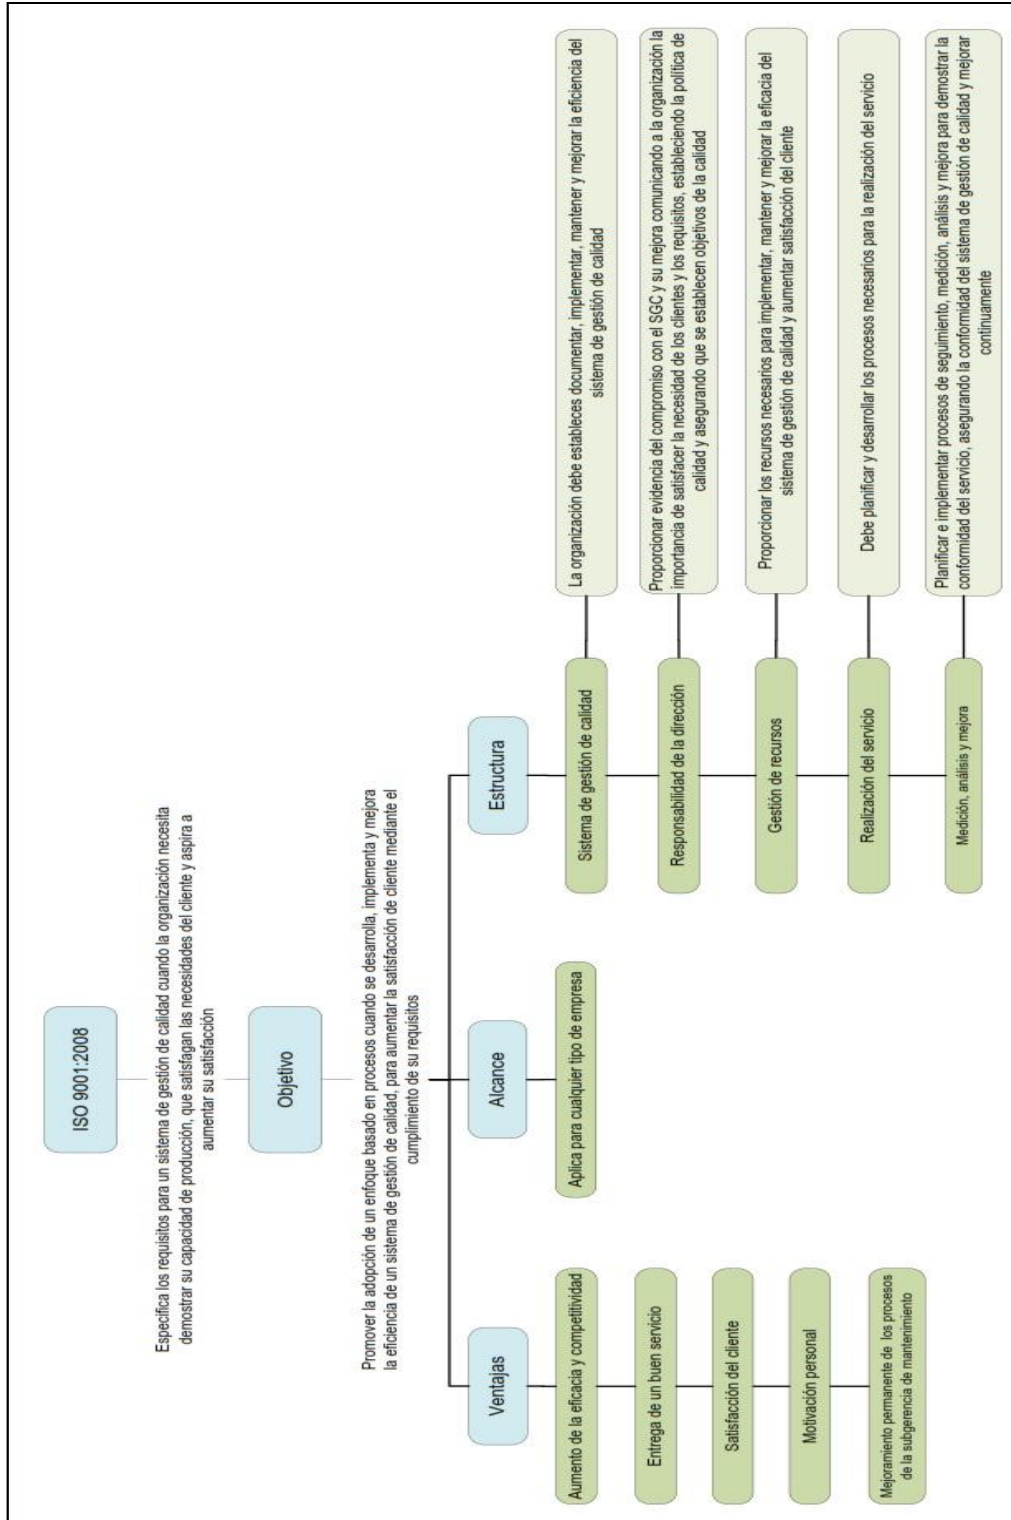 ISO 9001:2008
Especifica los requisitos para un sistema de gestión de calidad cuando la organización necesita
demostrar su capacidad de producción, que satisfagan las necesidades del cliente y aspira a
aumentar su satisfacción
Objetivo
Promover la adopción de un enfoque basado en procesos cuando se desarrolla, implementa y mejora
la eficiencia de un sistema de gestión de calidad, para aumentar la satisfacción de cliente mediante el
cumplimiento de su requisitos
Ventajas
Aumento de la eficacia y competitividad
Entrega de un buen servicio
Satisfacción del cliente
Motivación personal
Mejoramiento permanente de los procesos
de la subgerencia de mantenimiento
Alcance
Aplica para cualquier tipo de empresa
Estructura
Sistema de gestión de calidad
La organización debe estableces documentar, implementar, mantener y mejorar la eficiencia del
sistema de gestión de calidad
Responsabilidad de la dirección
Proporcionar evidencia del compromiso con el SGC y su mejora comunicando a la organización la
importancia de satisfacer la necesidad de los clientes y los requisitos, estableciendo la política de
calidad y asegurando que se establecen objetivos de la calidad
Gestión de recursos
Proporcionar los recursos necesarios para implementar, mantener y mejorar la eficacia del
sistema de gestión de calidad y aumentar satisfacción del cliente
Realización del servicio
Debe planificar y desarrollar los procesos necesarios para la realización del servicio
Medición, análisis y mejora
Planificar e implementar procesos de seguimiento, medición, análisis y mejora para demostrar la
conformidad del servicio, asegurando la conformidad del sistema de gestión de calidad y mejorar
continuamente